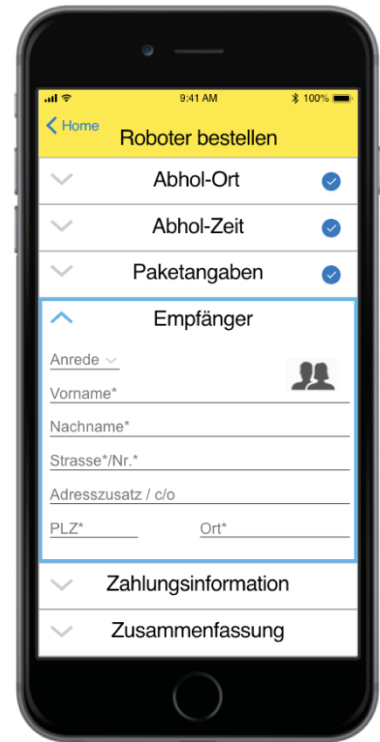 9:41 AM
100%
Home
Roboter bestellen
Abhol-Ort
Abhol-Zeit
Paketangaben
Empfänger
Anrede
Vorname*
Nachname*
Strasse*/Nr.*
Adresszusatz / c/o
PLZ* Ort*
Zahlungsinformation
Zusammenfassung